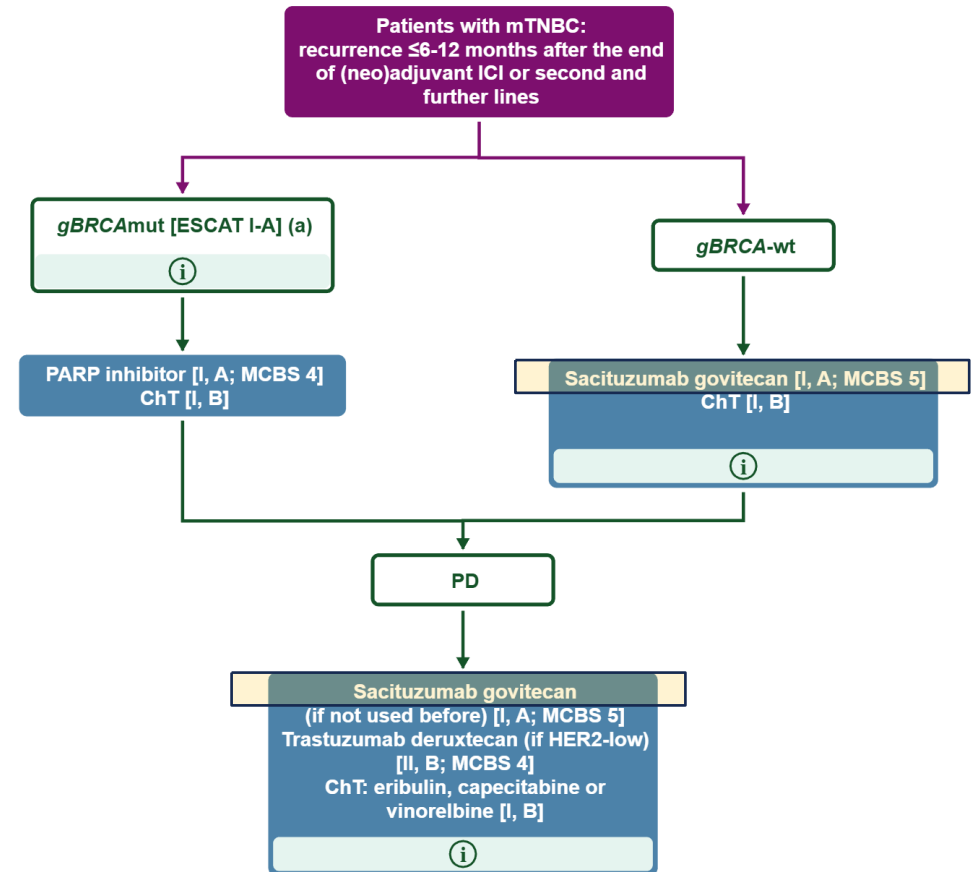 Patients with mTNBC:
recurrence ≤6-12 months after the end
of (neo)adjuvant ICI or second and
further lines
gBRCAmut [ESCAT I-A] (a)
i
gBRCA-wt
PARP inhibitor [I, A; MCBS 4]
ChT [I, B]
Sacituzumab govitecan [I, A; MCBS 5]
ChT [I, B]
i
PD
Sacituzumab govitecan
(if not used before) [I, A; MCBS 5]
Trastuzumab deruxtecan (if HER2-low)
[II, B; MCBS 4]
ChT: eribulin, capecitabine or
vinorelbine [I, B]
i